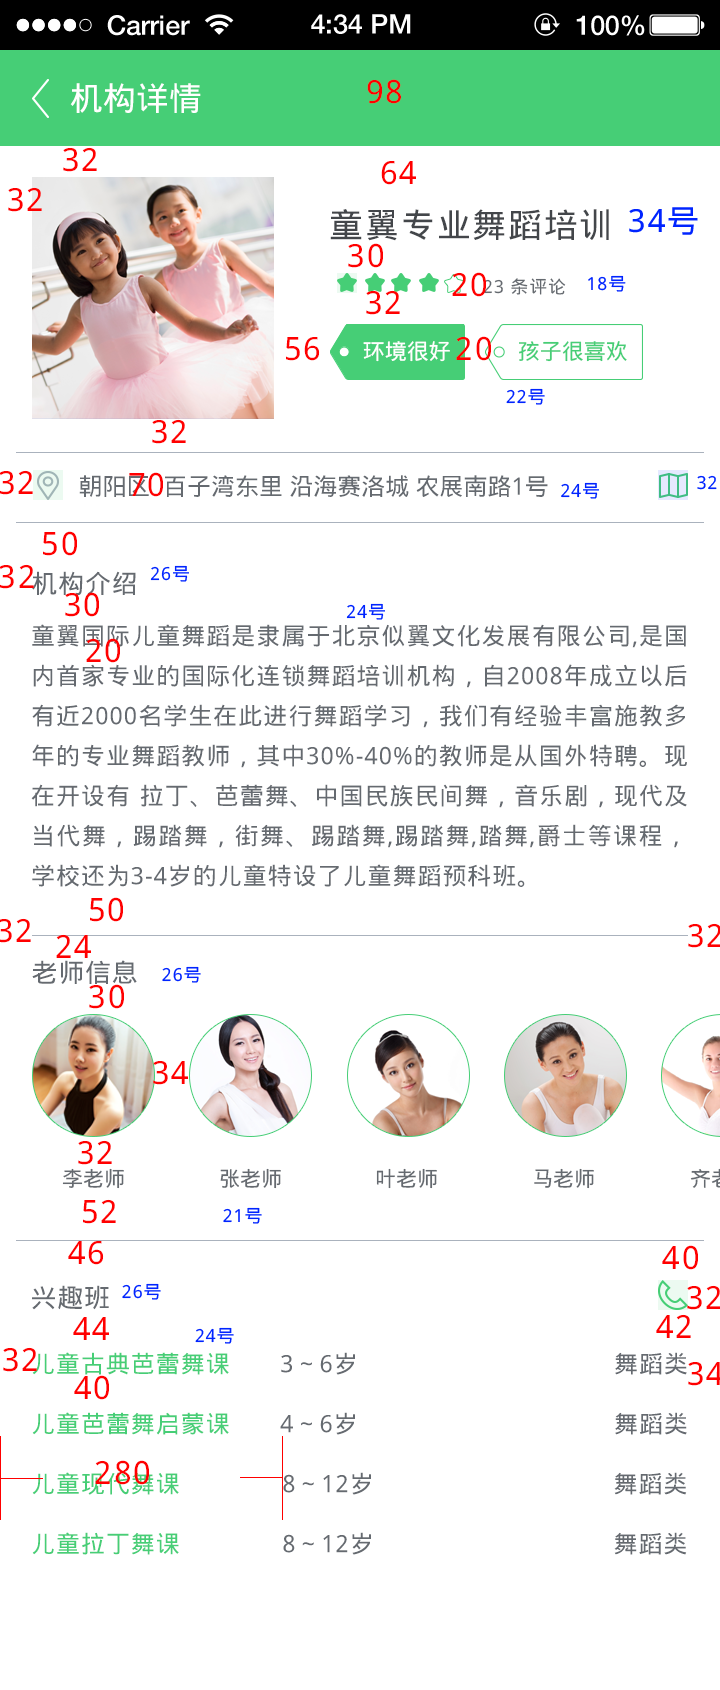 Carrier 4:34 PM 100%
机构详情 98
32
64
32
童翼专业舞蹈培训 34号
30
20 23 条评论 18号
32
56 环境很好 20 孩子很喜欢
22号
32
32 朝阳区 70 百子湾东里 沿海赛洛城 农展南路1号 24号 32
50
32 机构介绍 26号
30 24号
童翼国际儿童舞蹈是隶属于北京似翼文化发展有限公司,是国
20
内首家专业的国际化连锁舞蹈培训机构，自2008年成立以后
有近2000名学生在此进行舞蹈学习，我们有经验丰富施教多
年的专业舞蹈教师，其中30%-40%的教师是从国外特聘。现
在开设有 拉丁、芭蕾舞、中国民族民间舞，音乐剧，现代及
当代舞，踢踏舞，街舞、踢踏舞,踢踏舞,踏舞,爵士等课程，
学校还为3-4岁的儿童特设了儿童舞蹈预科班。
50
32 32
24
老师信息 26号
30
34
32
李老师 张老师 叶老师 马老师 齐老
52 21号
46 40
兴趣班 26号 32
44 24号 42
32 儿童古典芭蕾舞课 3 ~ 6岁 舞蹈类 34
40
儿童芭蕾舞启蒙课 4 ~ 6岁 舞蹈类
280
儿童现代舞课 8 ~ 12岁 舞蹈类
儿童拉丁舞课 8 ~ 12岁 舞蹈类